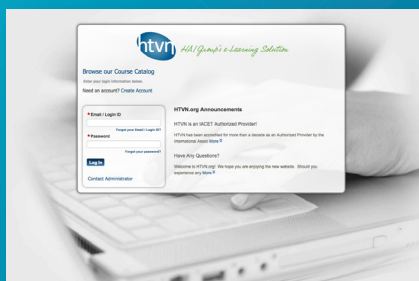 htvn HAI Group's e-Learning Solution
Browse our Course Catalog
Enter your login information below.
Need an account? Create Account
* Email / Login ID
Forgot your Email / Login ID?
* Password
Forgot your password?
Log In
Contact Administrator
HTVN.org Announcements
HTVN is an IACET Authorized Provider!
HTVN has been accredited for more than a decade as an Authorized Provider by the
International Assoc More
Have Any Questions?
Welcome to HTVN.org! We hope you are enjoying the new website. Should you
experience any More